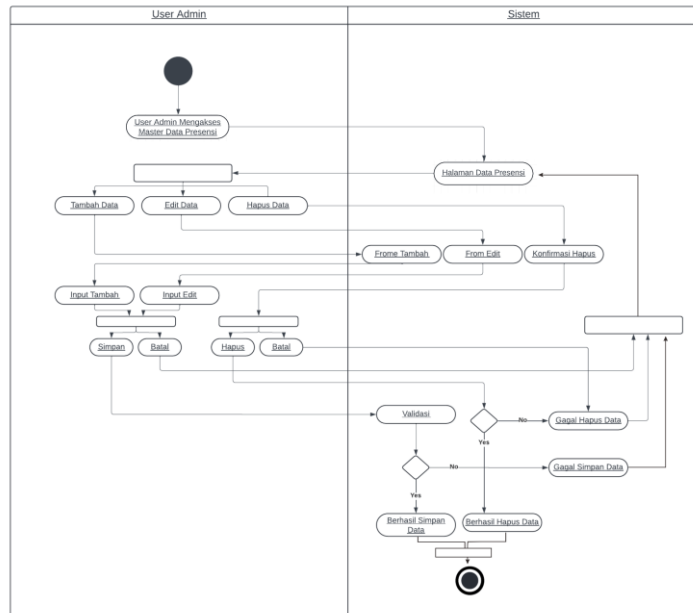 User Admin
Sistem
User Admin Mengakses
Master Data Presensi
Halaman Data Presensi
Tambah Data
Edit Data
Hapus Data
Frome Tambah
From Edit
Konfirmasi Hapus
Input Tambah
Input Edit
Simpan
Batal
Hapus
Batal
Validasi
No
Gagal Hapus Data
Yes
No
Gagal Simpan Data
Yes
Berhasil Simpan
Data
Berhasil Hapus Data